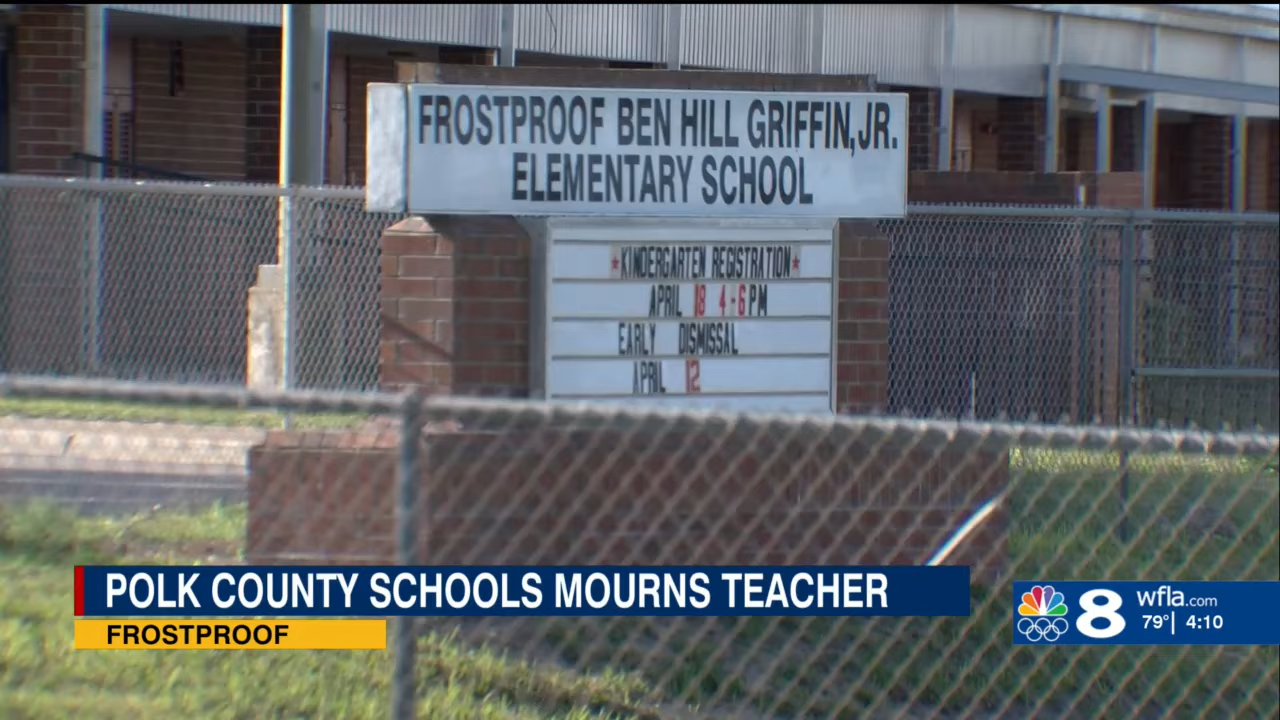 FROSTPROOF BEN HILL GRIFFIN, JR.
ELEMENTARY SCHOOL
★KINDERGARTEN REGISTRATION★
APRIL 18 4-6PM
EARLY DISMISSAL
APRIL 12
POLK COUNTY SCHOOLS MOURNS TEACHER
FROSTPROOF
8
wfla.com
79° | 4:10